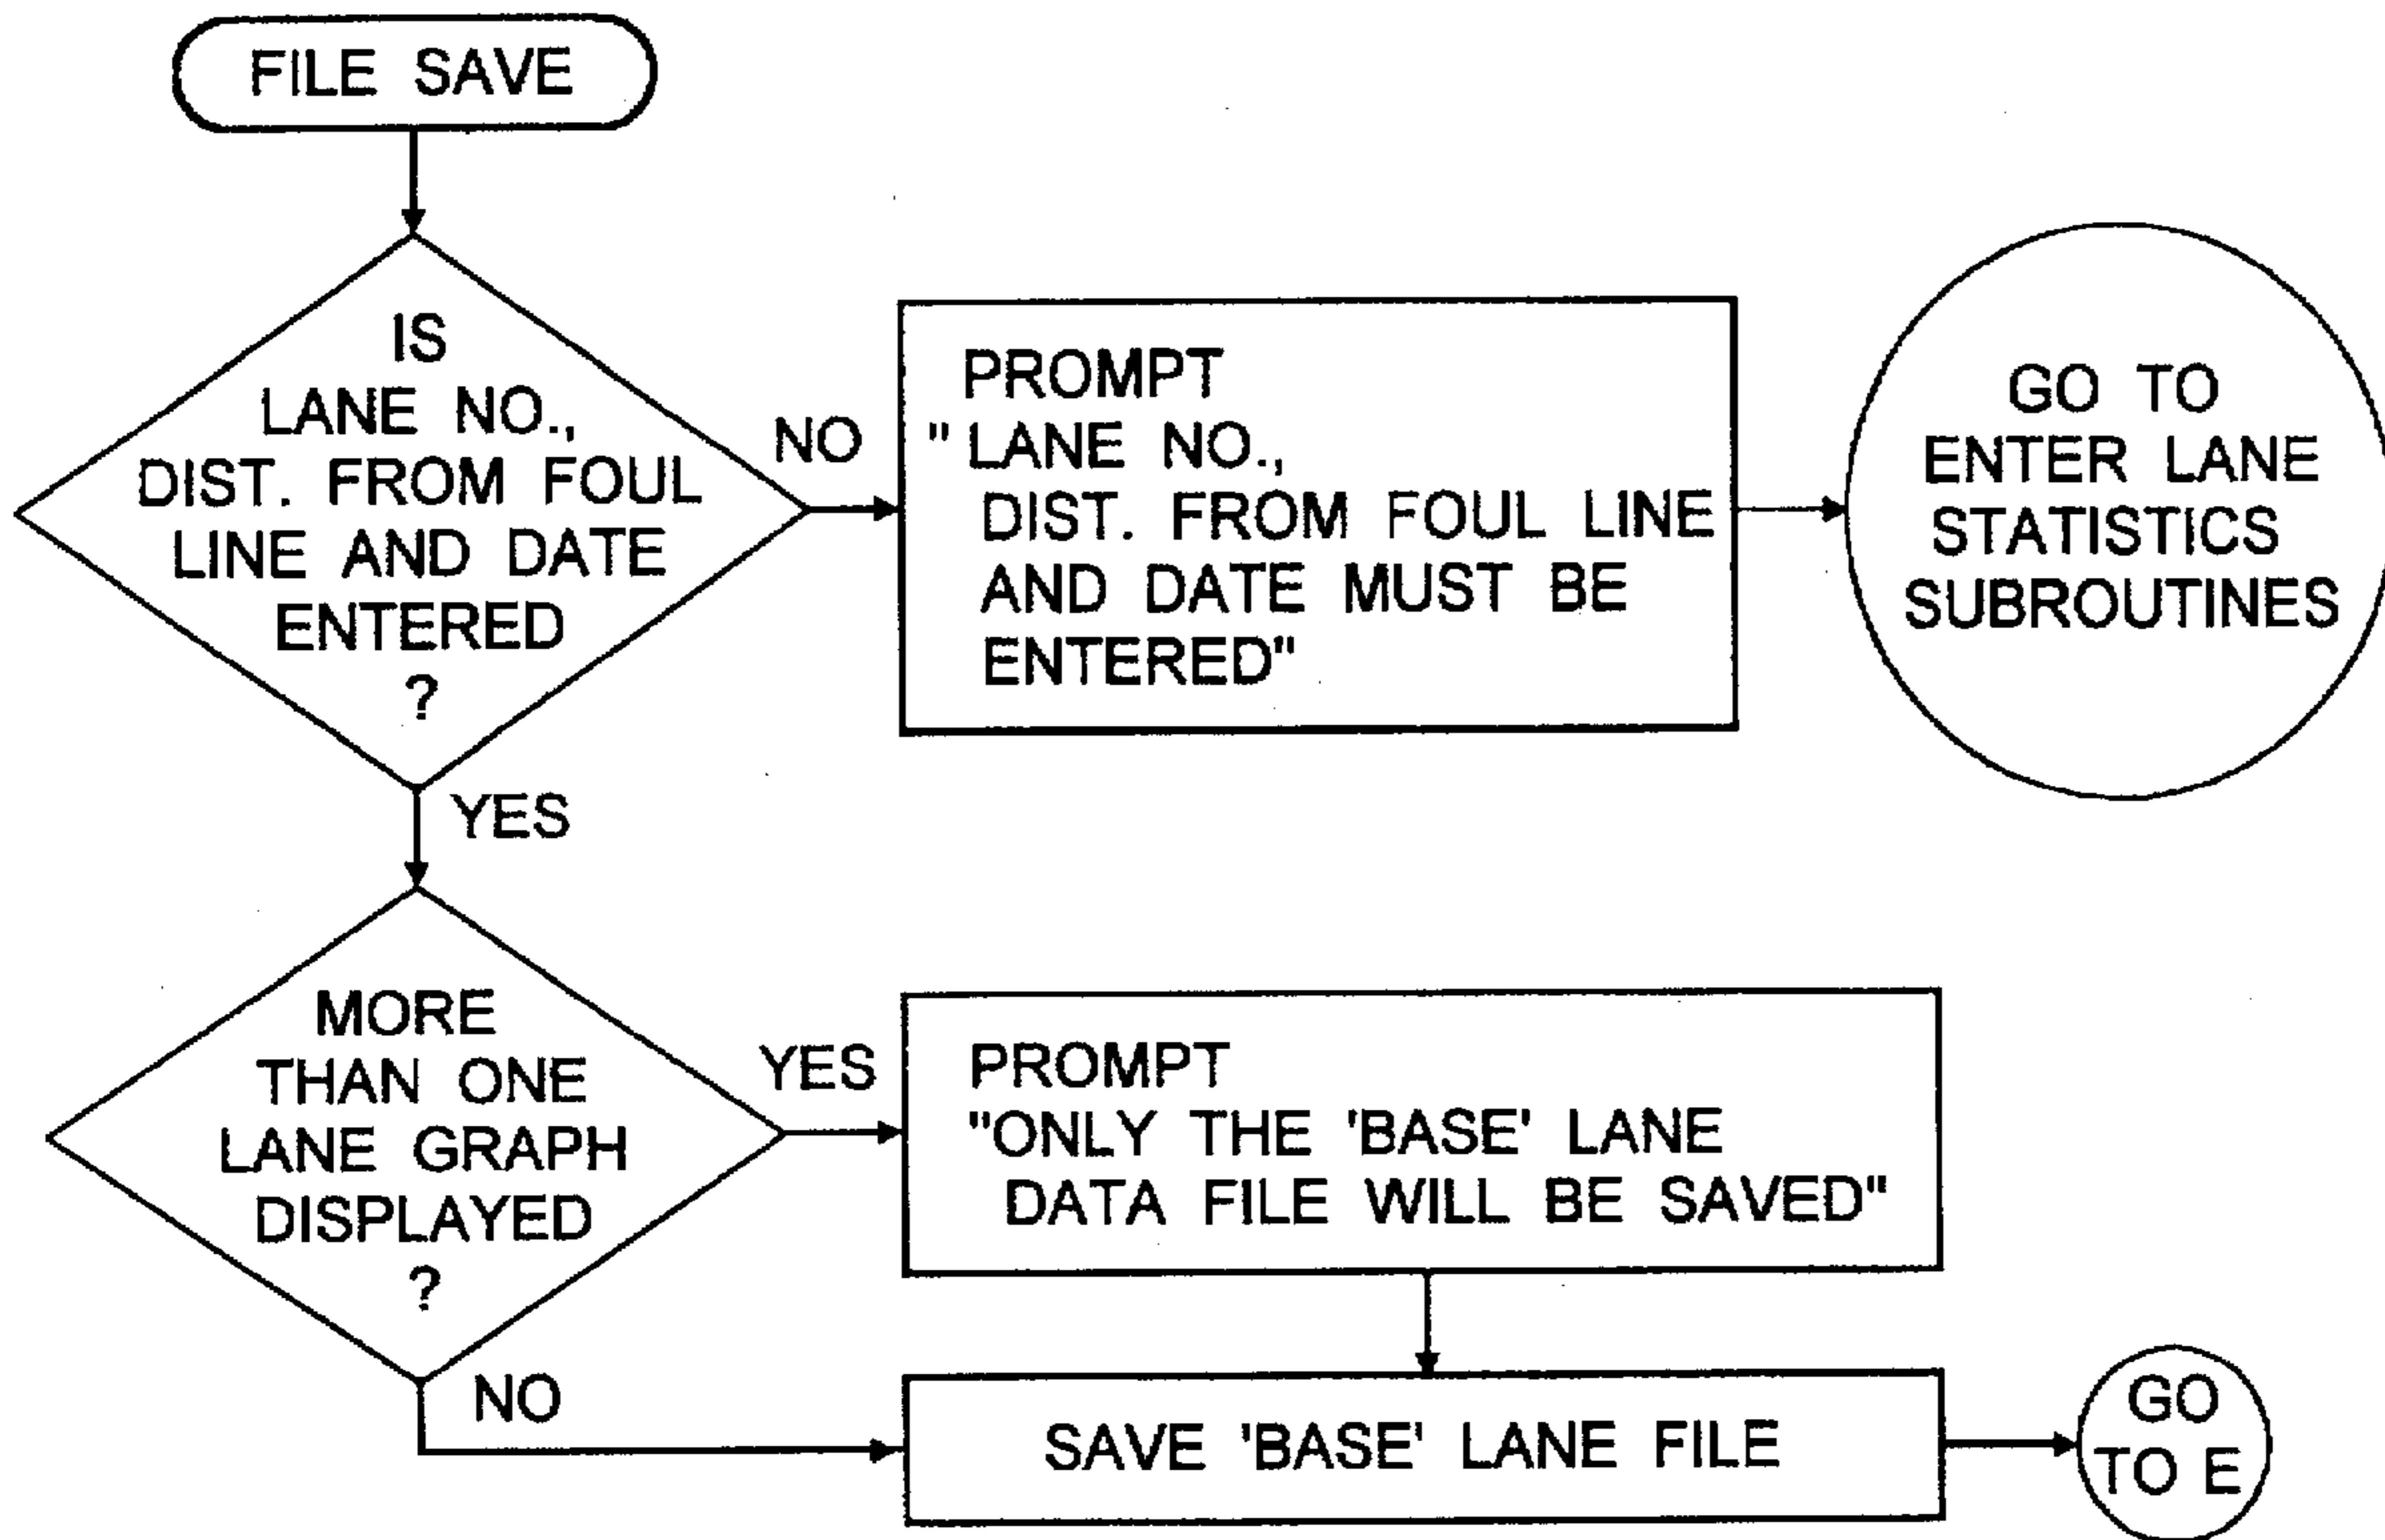 FILE SAVE
IS
LANE NO.,
DIST. FROM FOUL
LINE AND DATE
ENTERED
?
NO
PROMPT
" LANE NO.,
DIST. FROM FOUL LINE
AND DATE MUST BE
ENTERED"
GO TO
ENTER LANE
STATISTICS
SUBROUTINES
YES
MORE
THAN ONE
LANE GRAPH
DISPLAYED
?
YES
PROMPT
"ONLY THE 'BASE' LANE
DATA FILE WILL BE SAVED"
NO
SAVE 'BASE' LANE FILE
GO
TO E